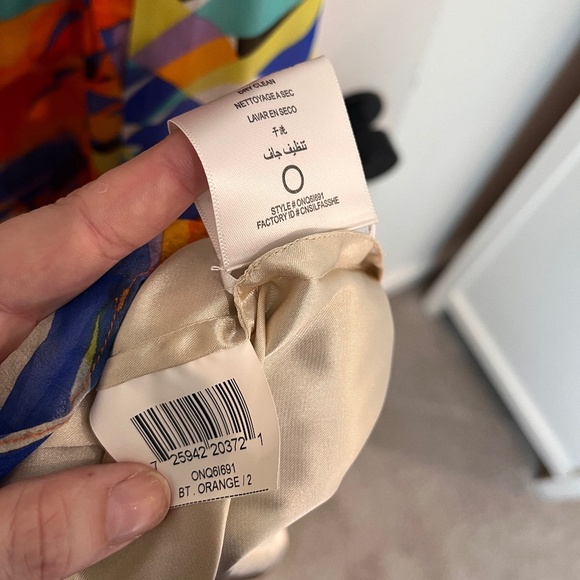 DRY CLEAN
NETTOYAGE A SEC
LAVAR EN SECO
干洗
تنظيف جاف
STYLE # ONQ6I691
FACTORY ID # CNSILFASSHE
7 25942 20372 1
ONQ6I691
BT . ORANGE / 2